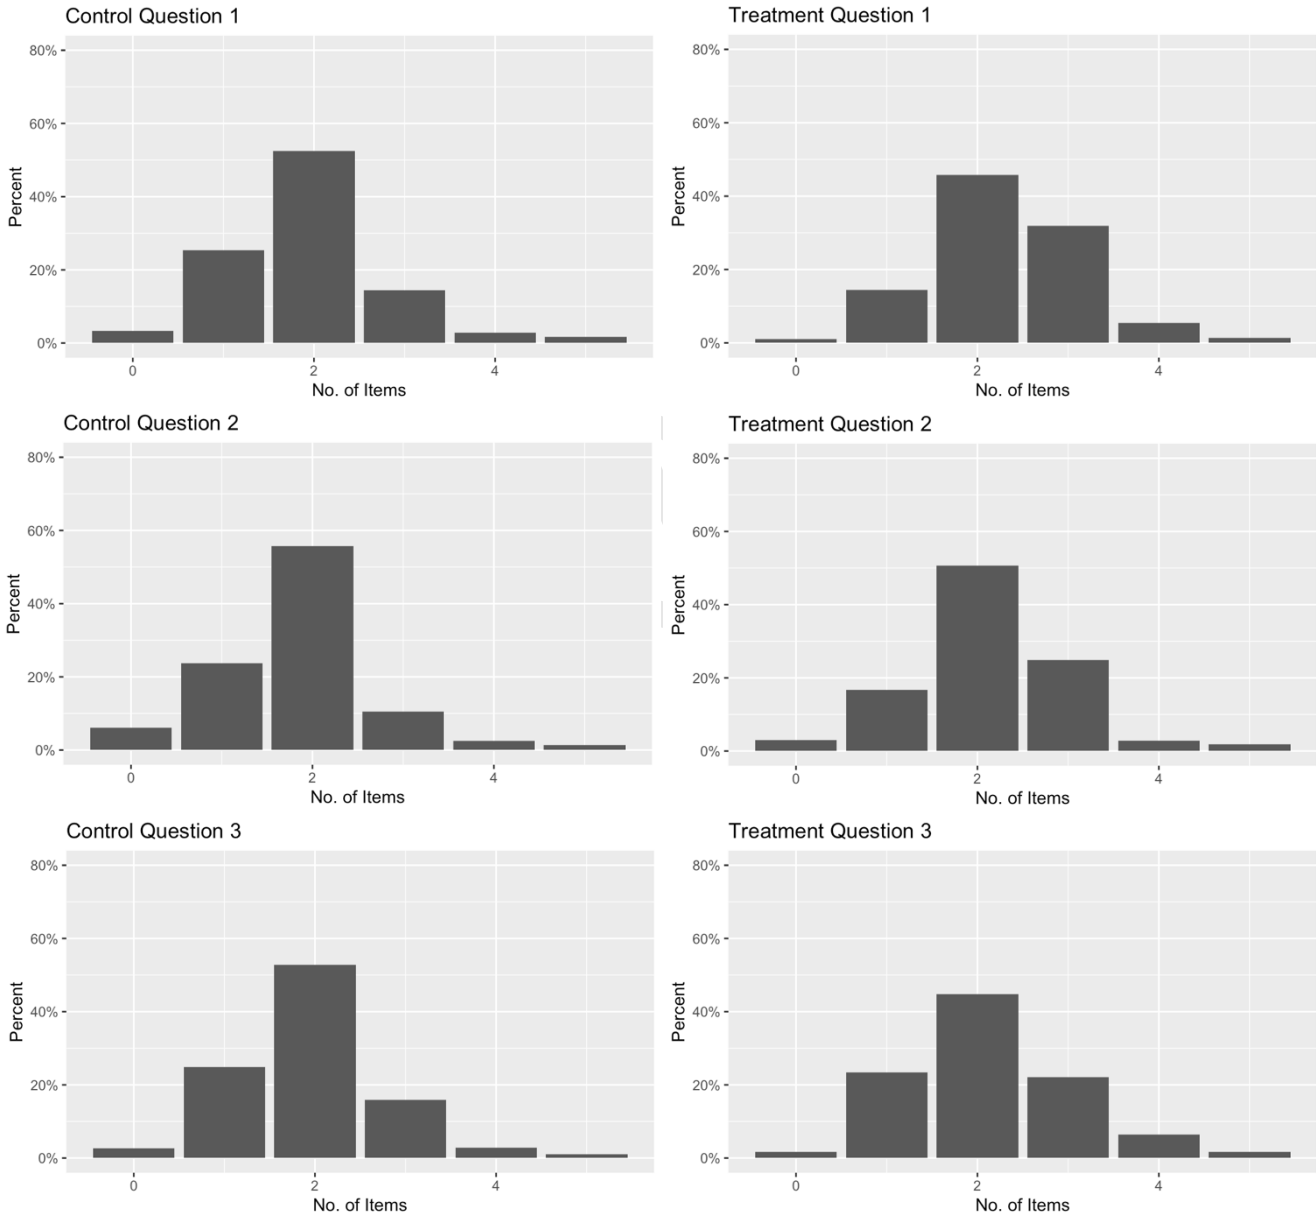 Control Question 1
80%
60%
40%
20%
0%
Percent
0 2 4
No. of Items
Treatment Question 1
80%
60%
40%
20%
0%
Percent
0 2 4
No. of Items
Control Question 2
80%
60%
40%
20%
0%
Percent
0 2 4
No. of Items
Treatment Question 2
80%
60%
40%
20%
0%
Percent
0 2 4
No. of Items
Control Question 3
80%
60%
40%
20%
0%
Percent
0 2 4
No. of Items
Treatment Question 3
80%
60%
40%
20%
0%
Percent
0 2 4
No. of Items